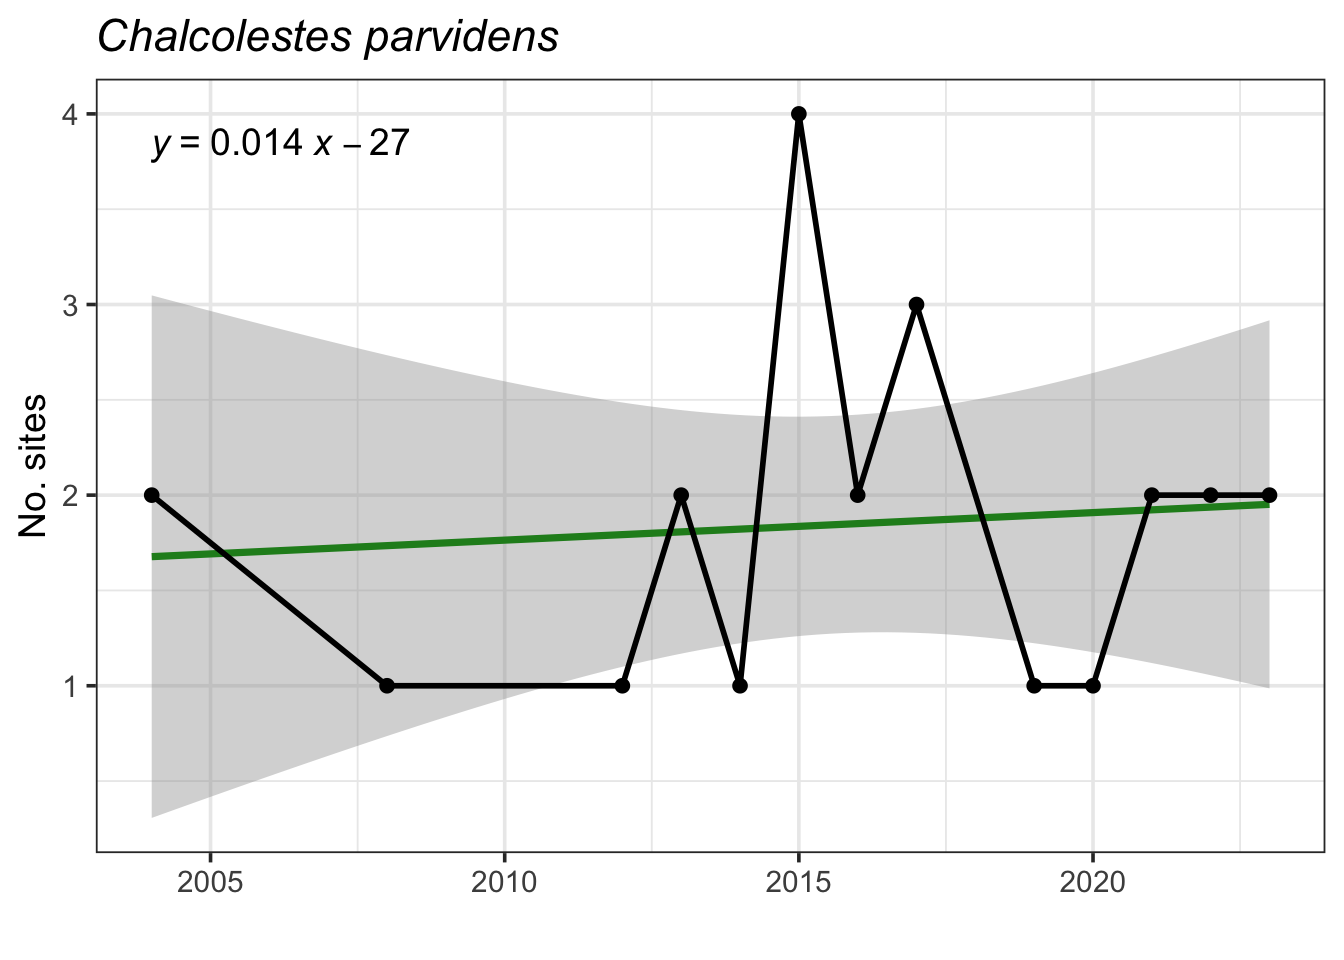 Chalcolestes parvidens
y = 0.014 x − 27
No. sites
4
3
2
1
2005 2010 2015 2020